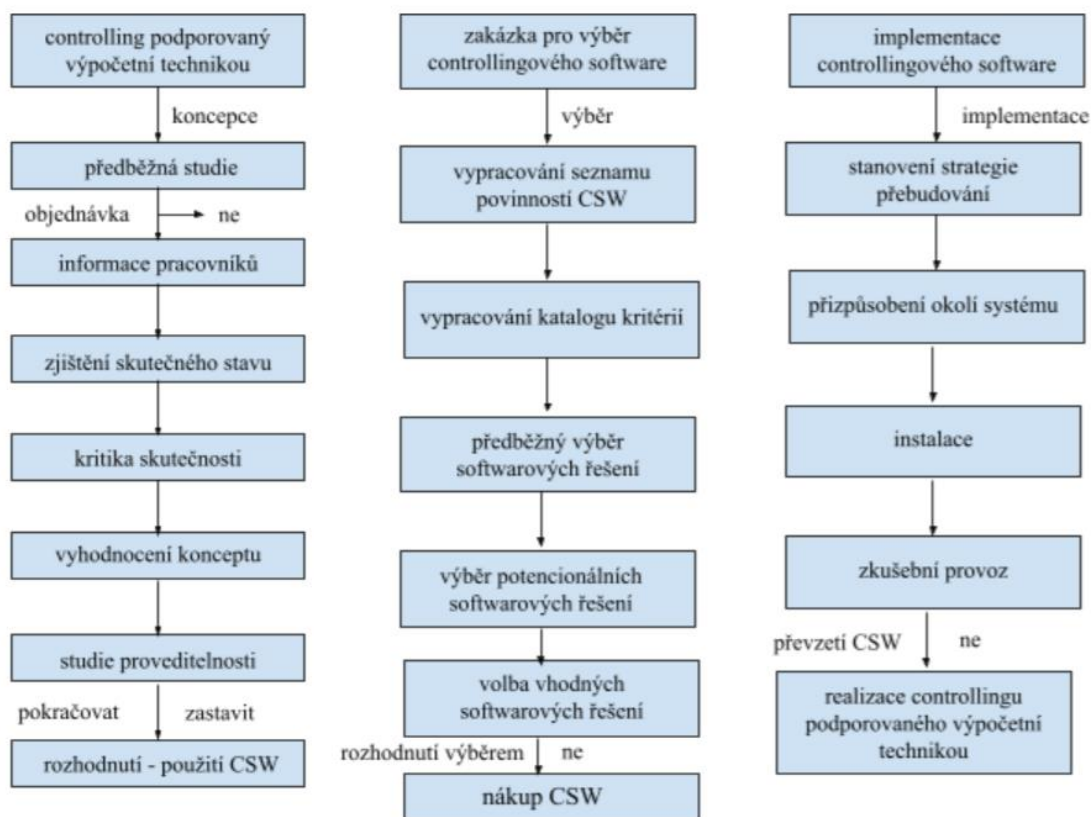 controlling podporovaný
výpočetní technikou
koncepce
předběžná studie
objednávka
ne
informace pracovníků
zjištění skutečného stavu
kritika skutečnosti
vyhodnocení konceptu
studie proveditelnosti
pokračovat
zastavit
rozhodnutí - použití CSW
zakázka pro výběr
controllingového software
výběr
vypracování seznamu
povinností CSW
vypracování katalogu kritérií
předběžný výběr
softwarových řešení
výběr potencionálních
softwarových řešení
volba vhodných
softwarových řešení
rozhodnutí výběrem
ne
nákup CSW
implementace
controllingového software
implementace
stanovení strategie
přebudování
přizpůsobení okolí systému
instalace
zkušební provoz
převzetí CSW
ne
realizace controllingu
podporovaného výpočetní
technikou